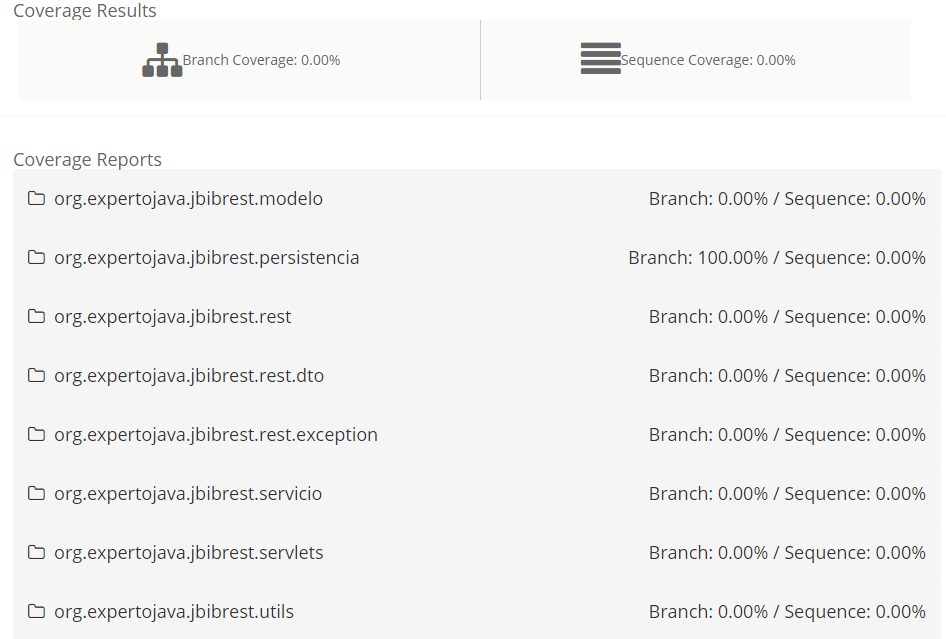 Coverage Results
Branch Coverage: 0.00% Sequence Coverage: 0.00%
Coverage Reports
org.expertojava.jbibrest.modelo Branch: 0.00% / Sequence: 0.00%
org.expertojava.jbibrest.persistencia Branch: 100.00% / Sequence: 0.00%
org.expertojava.jbibrest.rest Branch: 0.00% / Sequence: 0.00%
org.expertojava.jbibrest.rest.dto Branch: 0.00% / Sequence: 0.00%
org.expertojava.jbibrest.rest.exception Branch: 0.00% / Sequence: 0.00%
org.expertojava.jbibrest.servicio Branch: 0.00% / Sequence: 0.00%
org.expertojava.jbibrest.servlets Branch: 0.00% / Sequence: 0.00%
org.expertojava.jbibrest.utils Branch: 0.00% / Sequence: 0.00%